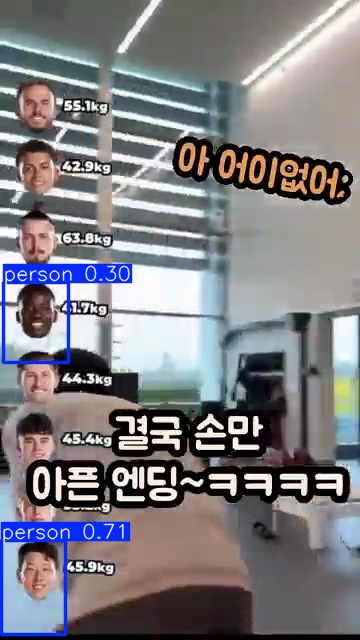 55.1kg
아 어이없어;
42.9kg
63.8kg
person 0.30
41.7kg
44.3kg
결국 손만
45.4kg
아픈 엔딩~ㅋㅋㅋㅋ
person 0.71
45.9kg